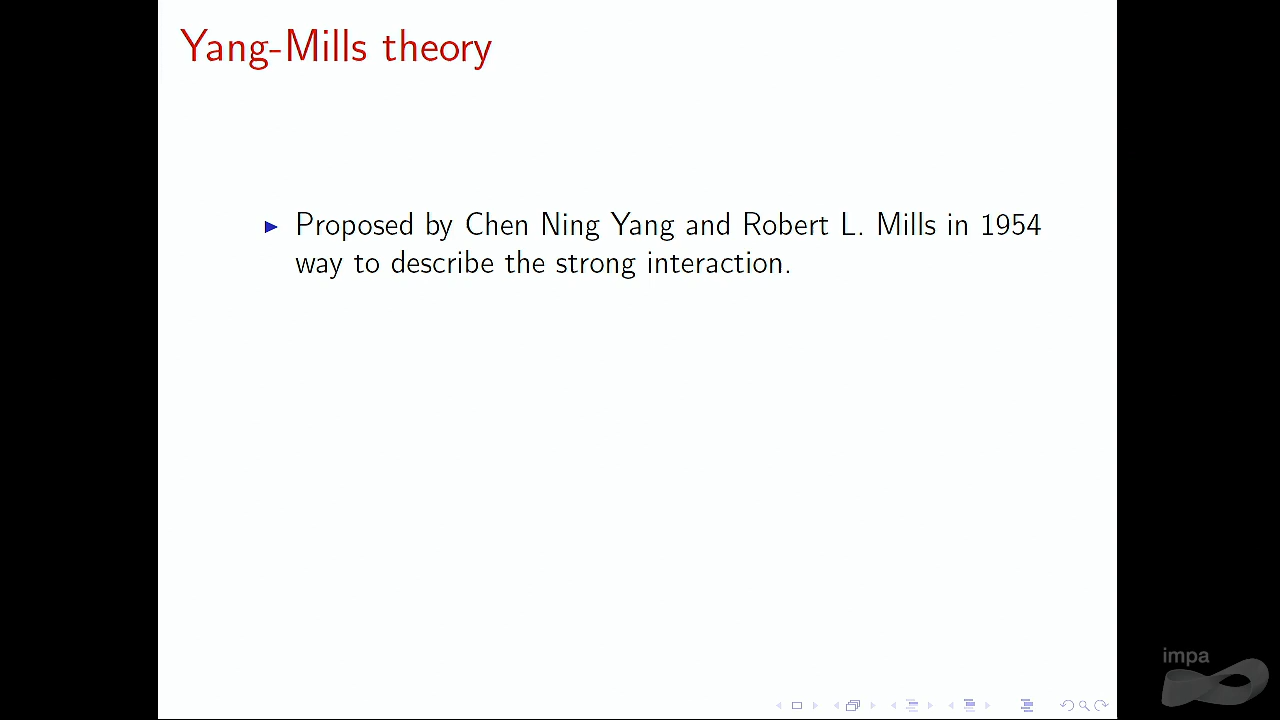 Yang-Mills theory
Proposed by Chen Ning Yang and Robert L. Mills in 1954
way to describe the strong interaction.
impa